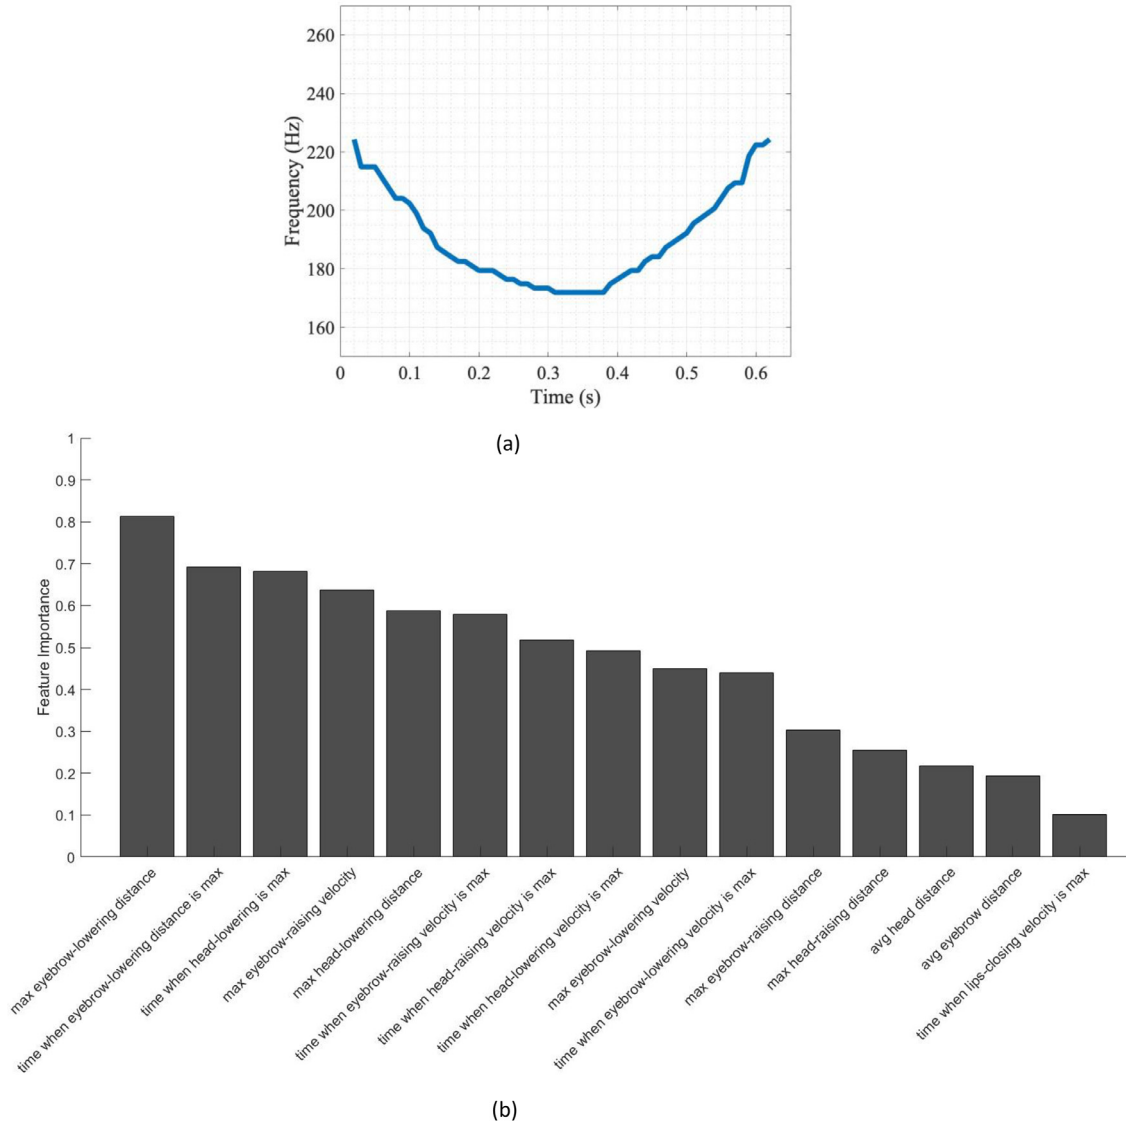 260
240
220
200
180
160
Frequency (Hz)
0 0.1 0.2 0.3 0.4 0.5 0.6
Time (s)
(a)
1
0.9
0.8
0.7
0.6
0.5
0.4
0.3
0.2
0.1
0
Feature Importance
max eyebrow-lowering distance
time when eyebrow-lowering distance is max
time when head-lowering is max
max eyebrow-raising velocity
max head-lowering distance
time when eyebrow-raising velocity is max
time when head-raising velocity is max
time when head-lowering velocity is max
max eyebrow-lowering velocity
time when eyebrow-lowering velocity is max
max eyebrow-raising distance
max head-raising distance
avg head distance
avg eyebrow distance
time when lips-closing velocity is max
(b)